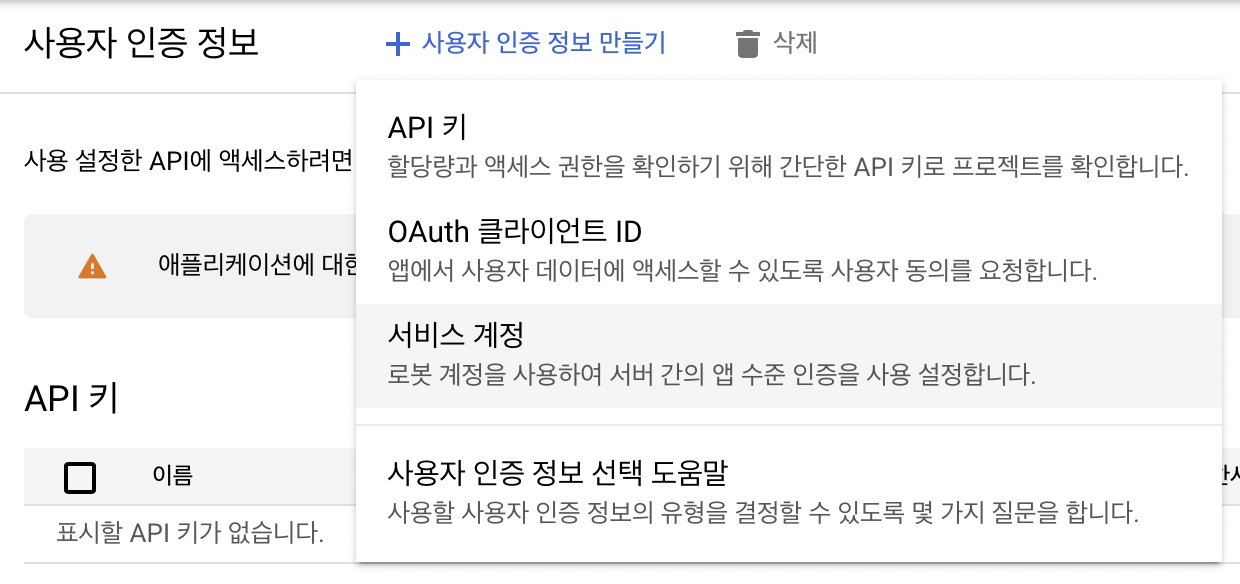 사용자 인증 정보
사용자 인증 정보 만들기
삭제
API 키
할당량과 액세스 권한을 확인하기 위해 간단한 API 키로 프로젝트를 확인합니다.
사용 설정한 API에 액세스하려면
OAuth 클라이언트 ID
앱에서 사용자 데이터에 액세스할 수 있도록 사용자 동의를 요청합니다.
애플리케이션에 대한
서비스 계정
로봇 계정을 사용하여 서버 간의 앱 수준 인증을 사용 설정합니다.
사용자 인증 정보 선택 도움말
사용할 사용자 인증 정보의 유형을 결정할 수 있도록 몇 가지 질문을 합니다.
API 키
이름
표시할 API 키가 없습니다.